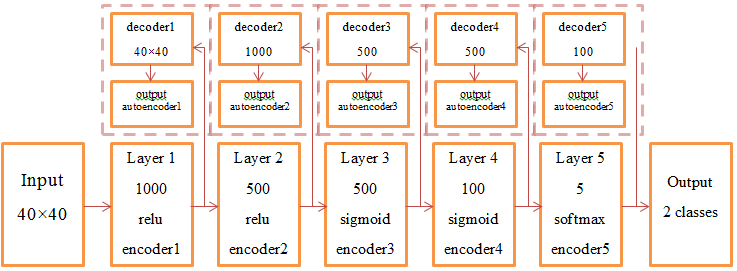 decoder1
40×40
decoder2
1000
decoder3
500
decoder4
500
decoder5
100
output
autoencoder1
output
autoencoder2
output
autoencoder3
output
autoencoder4
output
autoencoder5
Input
40×40
Layer 1
1000
relu
encoder1
Layer 2
500
relu
encoder2
Layer 3
500
sigmoid
encoder3
Layer 4
100
sigmoid
encoder4
Layer 5
5
softmax
encoder5
Output
2 classes